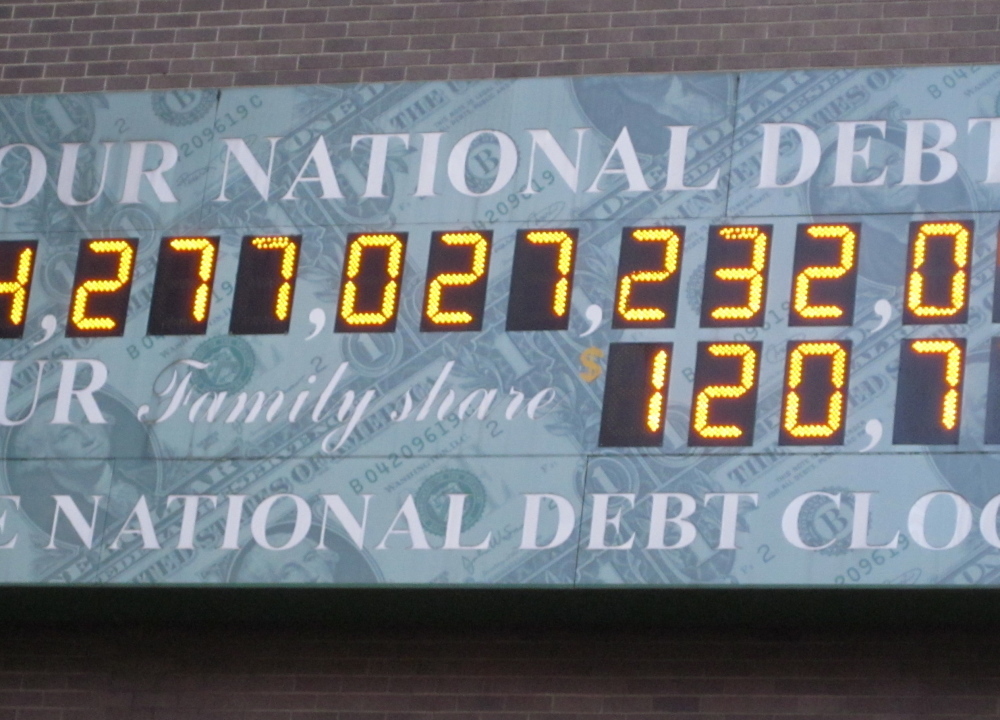 OUR NATIONAL DEBT
4,277,027,232,0
UR Family share $120,7
E NATIONAL DEBT CLOC